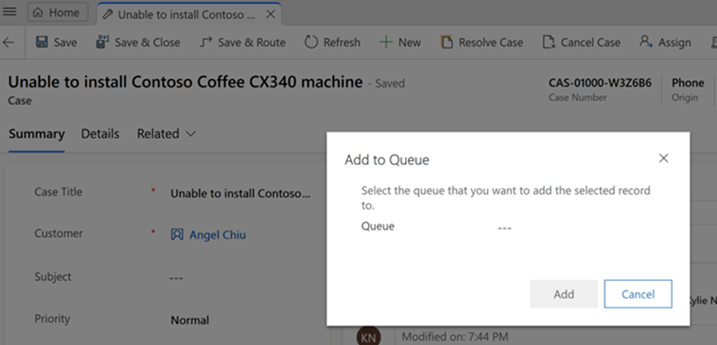 Home
Unable to install Contoso ...
Save
Save & Close
Save & Route
Refresh
New
Resolve Case
Cancel Case
Assign
Unable to install Contoso Coffee CX340 machine - Saved
Case
CAS-01000-W3Z6B6
Case Number
Phone
Origin
Summary
Details
Related
Case Title * Unable to install Contoso...
Customer * Angel Chiu
Subject ---
Priority Normal
Add to Queue
Select the queue that you want to add the selected record
to.
Queue ---
Add
Cancel
KN
Modified on: 7:44 PM